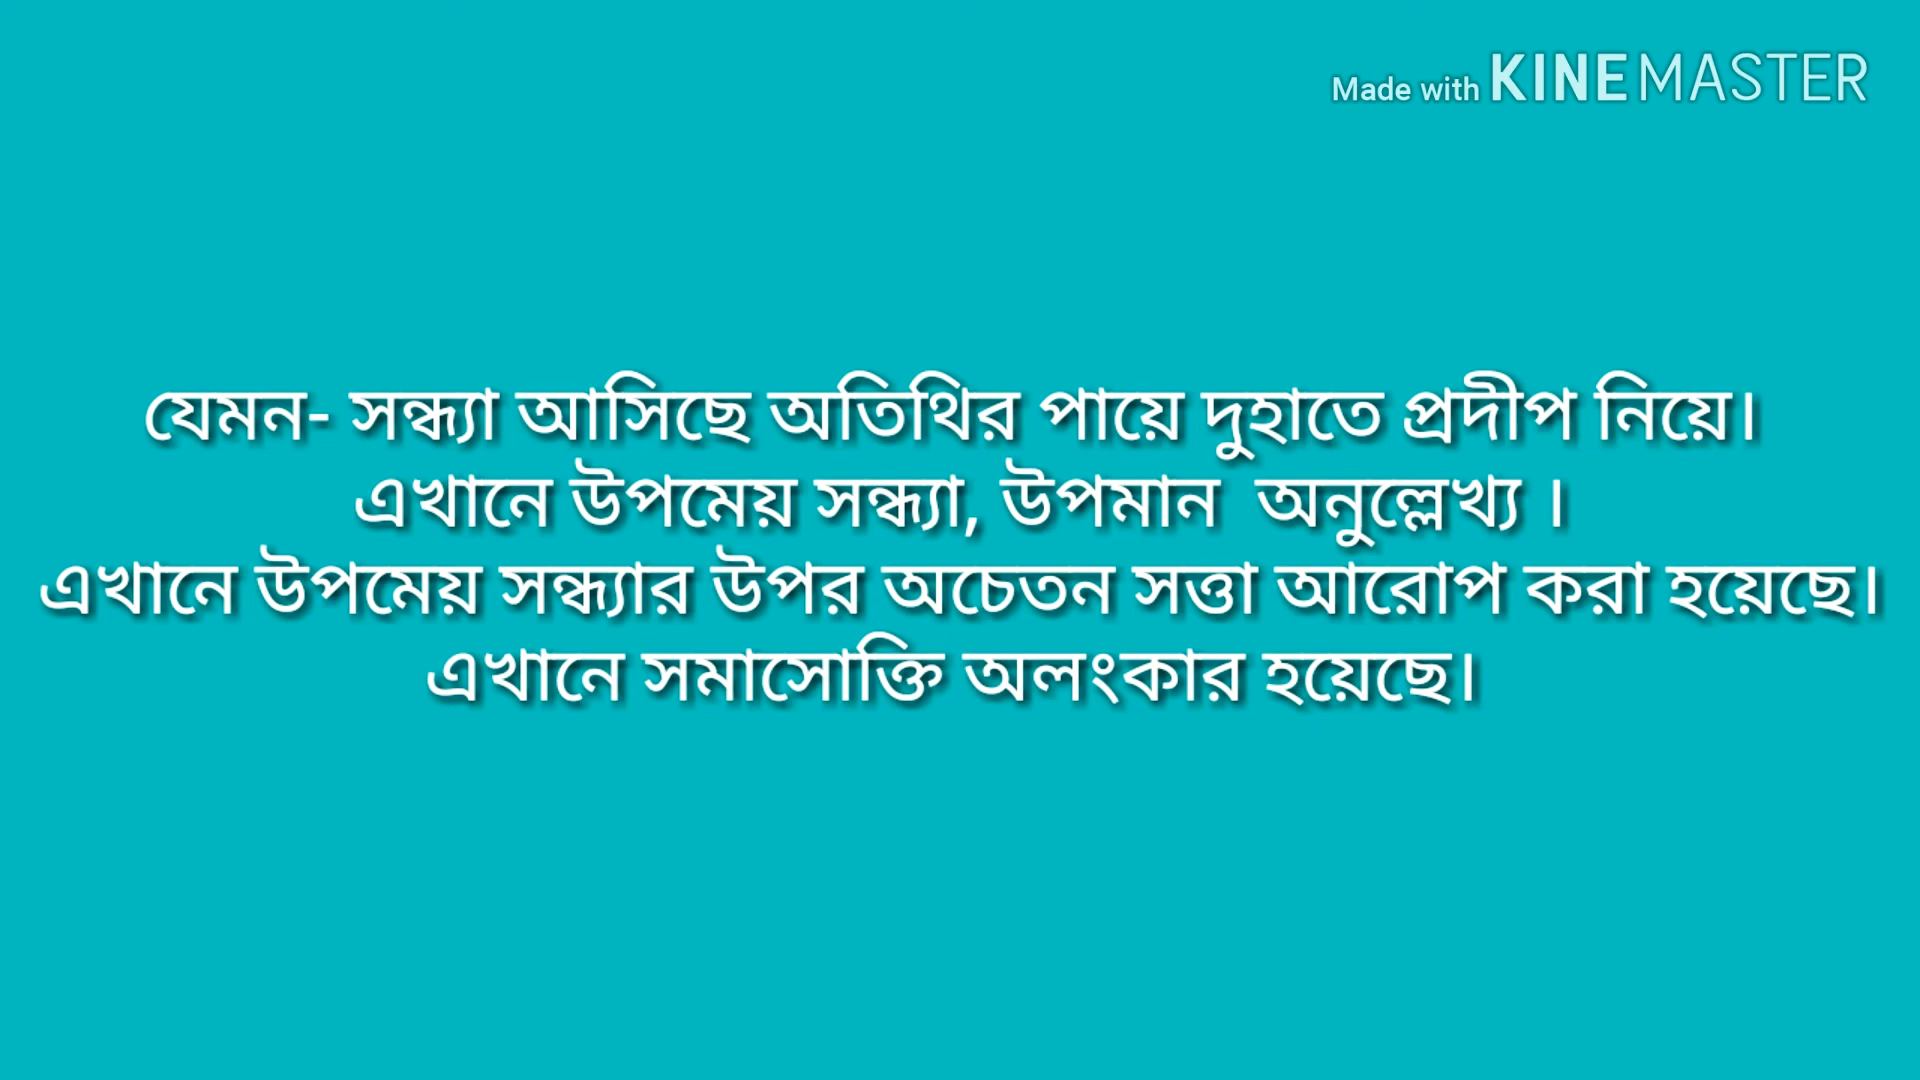 Made with KINEMASTER
যেমন- সন্ধ্যা আসিছে অতিথির পায়ে দুহাতে প্রদীপ নিয়ে।
এখানে উপমেয় সন্ধ্যা, উপমান অনুল্লেখ্য ।
এখানে উপমেয় সন্ধ্যার উপর অচেতন সত্তা আরোপ করা হয়েছে।
এখানে সমাসোক্তি অলংকার হয়েছে।